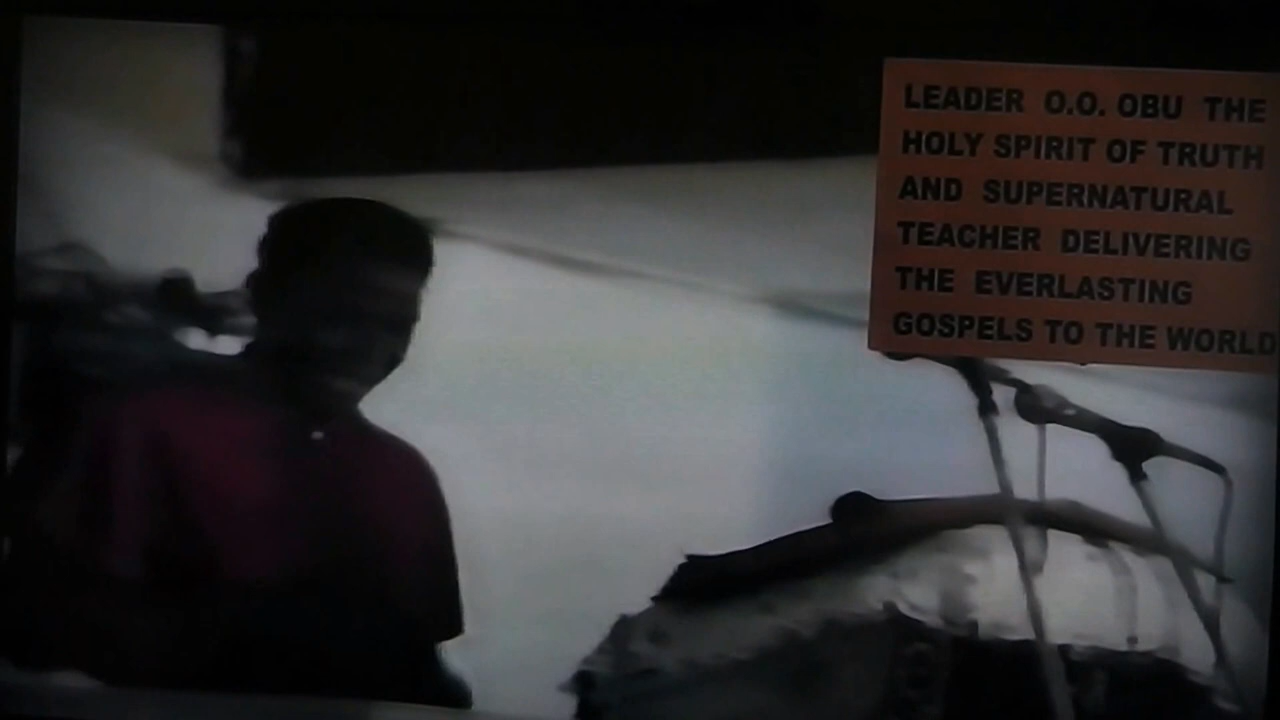 LEADER O.O. OBU THE
HOLY SPIRIT OF TRUTH
AND SUPERNATURAL
TEACHER DELIVERING
THE EVERLASTING
GOSPELS TO THE WORLD